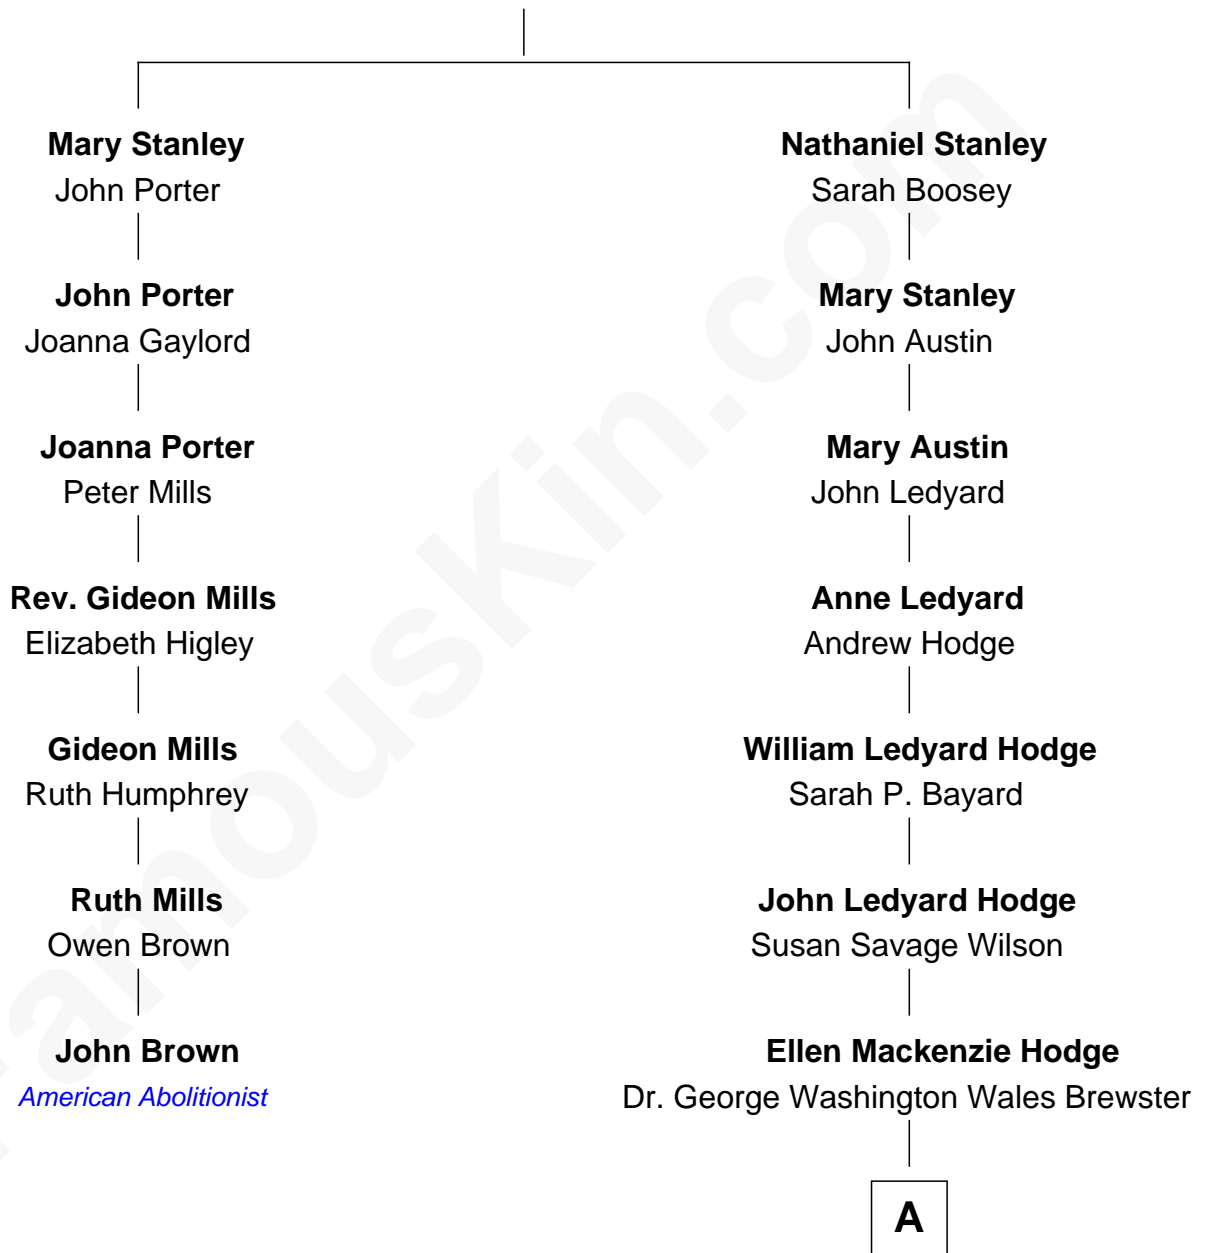 Mary Stanley
John Porter
John Porter
Joanna Gaylord
Joanna Porter
Peter Mills
Rev. Gideon Mills
Elizabeth Higley
Gideon Mills
Ruth Humphrey
Ruth Mills
Owen Brown
John Brown
American Abolitionist
Nathaniel Stanley
Sarah Boosey
Mary Stanley
John Austin
Mary Austin
John Ledyard
Anne Ledyard
Andrew Hodge
William Ledyard Hodge
Sarah P. Bayard
John Ledyard Hodge
Susan Savage Wilson
Ellen Mackenzie Hodge
Dr. George Washington Wales Brewster
A
FamousKin.com